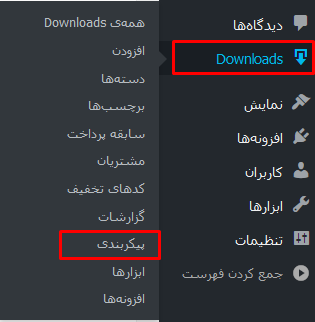 دیدگاه‌ها
Downloads
نمایش
افزونه‌ها
کاربران
ابزارها
تنظیمات
جمع کردن فهرست
همه‌ی Downloads
افزودن
دسته‌ها
برچسب‌ها
سابقه پرداخت
مشتریان
کدهای تخفیف
گزارشات
پیکربندی
ابزارها
افزونه‌ها